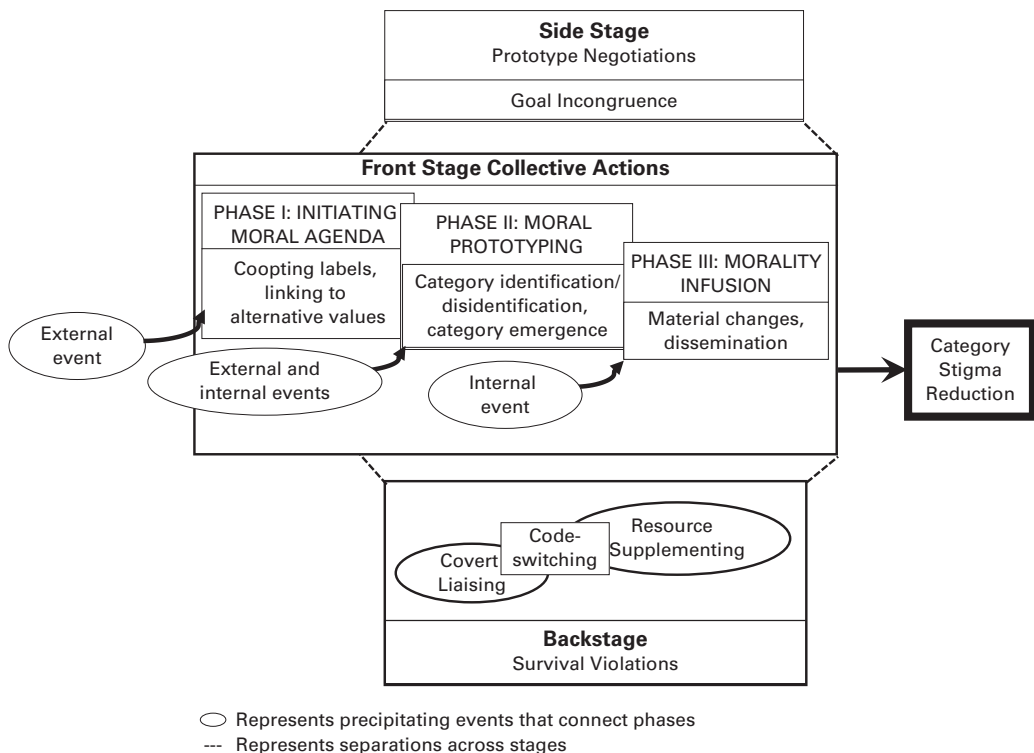 Side Stage
Prototype Negotiations
Goal Incongruence
Front Stage Collective Actions
PHASE I: INITIATING
MORAL AGENDA
Coopting labels,
linking to
alternative values
PHASE II: MORAL
PROTOTYPING
Category identification/
disidentification,
category emergence
PHASE III: MORALITY
INFUSION
Material changes,
dissemination
External
event
External and
internal events
Internal
event
Category
Stigma
Reduction
Code-
switching
Resource
Supplementing
Covert
Liaising
Backstage
Survival Violations
Represents precipitating events that connect phases
--- Represents separations across stages